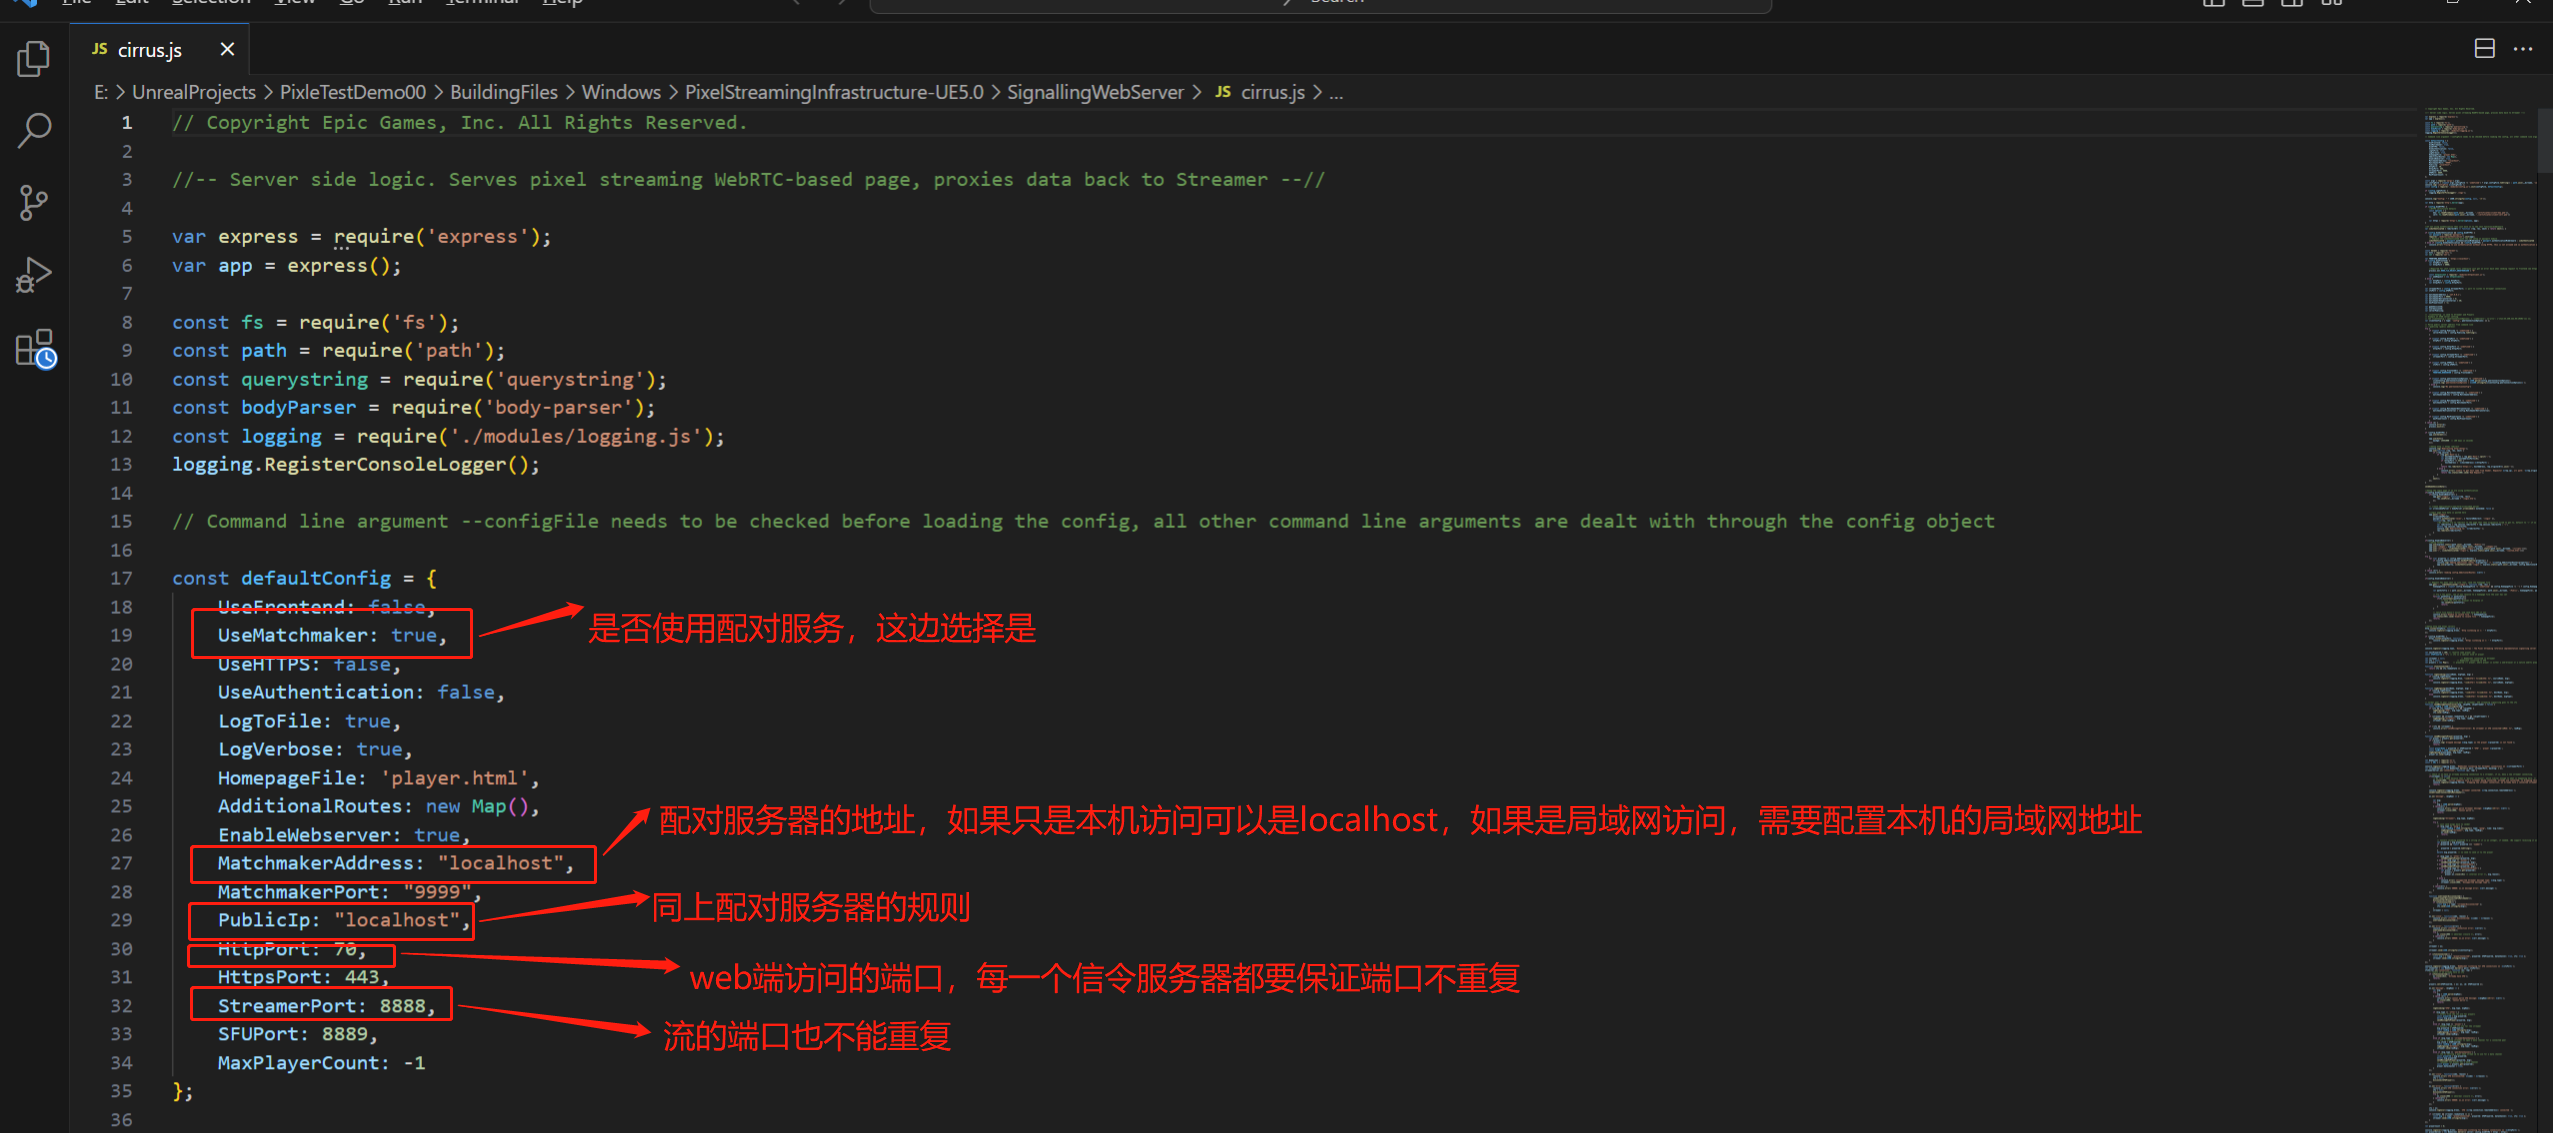 File Edit Selection View Go Run Terminal Help
Search
JS cirrus.js
E: > UnrealProjects > PixleTestDemo00 > BuildingFiles > Windows > PixelStreamingInfrastructure-UE5.0 > SignallingWebServer > JS cirrus.js > ...
1 // Copyright Epic Games, Inc. All Rights Reserved.
2
3 //-- Server side logic. Serves pixel streaming WebRTC-based page, proxies data back to Streamer --//
4
5 var express = require('express');
6 var app = express();
7
8 const fs = require('fs');
9 const path = require('path');
10 const querystring = require('querystring');
11 const bodyParser = require('body-parser');
12 const logging = require('./modules/logging.js');
13 logging.RegisterConsoleLogger();
14
15 // Command line argument --configFile needs to be checked before loading the config, all other command line arguments are dealt with through the config object
16
17 const defaultConfig = {
18 UseFrontend: false,
19 UseMatchmaker: true, 是否使用配对服务，这边选择是
20 UseHTTPS: false,
21 UseAuthentication: false,
22 LogToFile: true,
23 LogVerbose: true,
24 HomepageFile: 'player.html',
25 AdditionalRoutes: new Map(),
配对服务器的地址，如果只是本机访问可以是localhost，如果是局域网访问，需要配置本机的局域网地址
26 EnableWebserver: true,
27 MatchmakerAddress: "localhost",
28 MatchmakerPort: "9999",
同上配对服务器的规则
29 PublicIp: "localhost",
30 HttpPort: 70,
web端访问的端口，每一个信令服务器都要保证端口不重复
31 HttpsPort: 443,
32 StreamerPort: 8888,
33 SFUPort: 8889, 流的端口也不能重复
34 MaxPlayerCount: -1
35 };
36